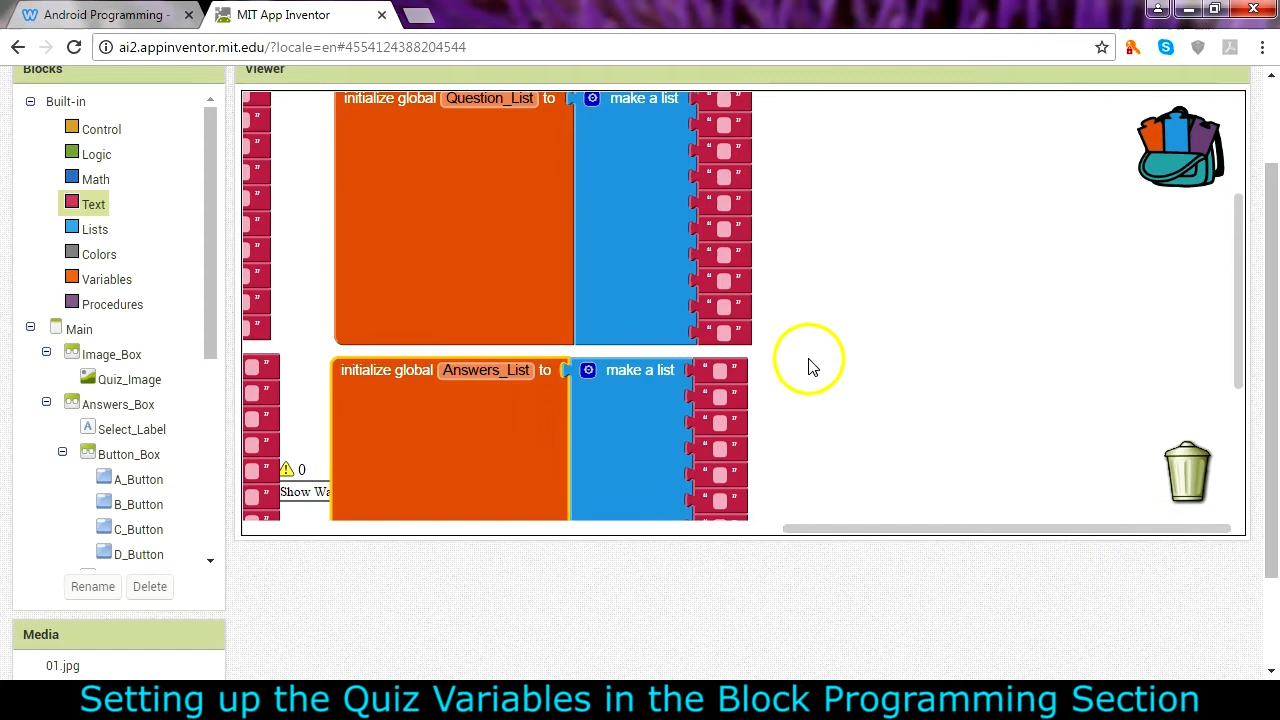 Android Programming -
MIT App Inventor
ai2.appinventor.mit.edu/?locale=en#4554124388204544
Blocks
Viewer
Built-in
Control
Logic
Math
Text
Lists
Colors
Variables
Procedures
Main
Image_Box
Quiz_Image
Answers_Box
A Select_Label
Button_Box
A_Button
B_Button
C_Button
D_Button
Rename Delete
Media
01.jpg
initialize global Question_List to make a list
initialize global Answers_List to make a list
0
Show Wa
Setting up the Quiz Variables in the Block Programming Section